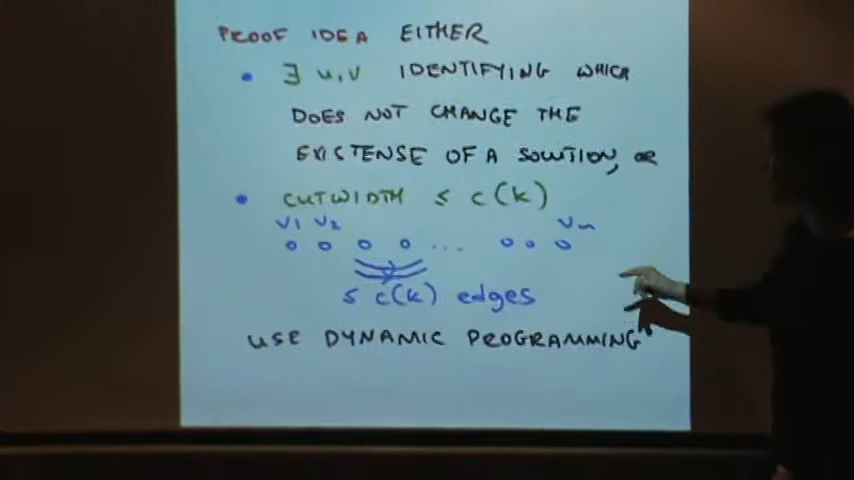 PROOF IDEA EITHER
• ∃ u,v IDENTIFYING WHICH
DOES NOT CHANGE THE
EXISTENSE OF A SOLUTION, OR
• CUTWIDTH ≤ c(k)
v1 v2 vn
...
≤ c(k) edges
USE DYNAMIC PROGRAMMING